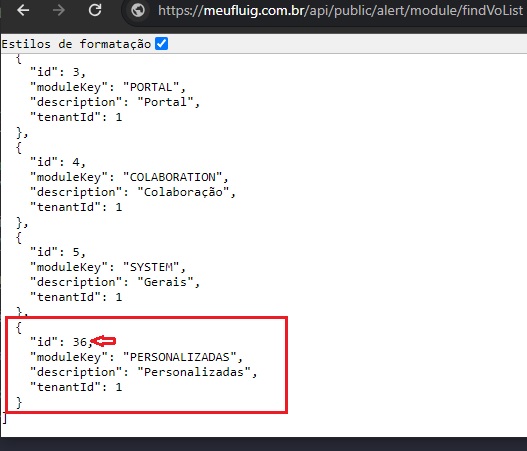 https://meufluig.com.br/api/public/alert/module/findVoList
Estilos de formatação
{
"id": 3,
"moduleKey": "PORTAL",
"description": "Portal",
"tenantId": 1
},
{
"id": 4,
"moduleKey": "COLABORATION",
"description": "Colaboração",
"tenantId": 1
},
{
"id": 5,
"moduleKey": "SYSTEM",
"description": "Gerais",
"tenantId": 1
},
{
"id": 36,
"moduleKey": "PERSONALIZADAS",
"description": "Personalizadas",
"tenantId": 1
}
]